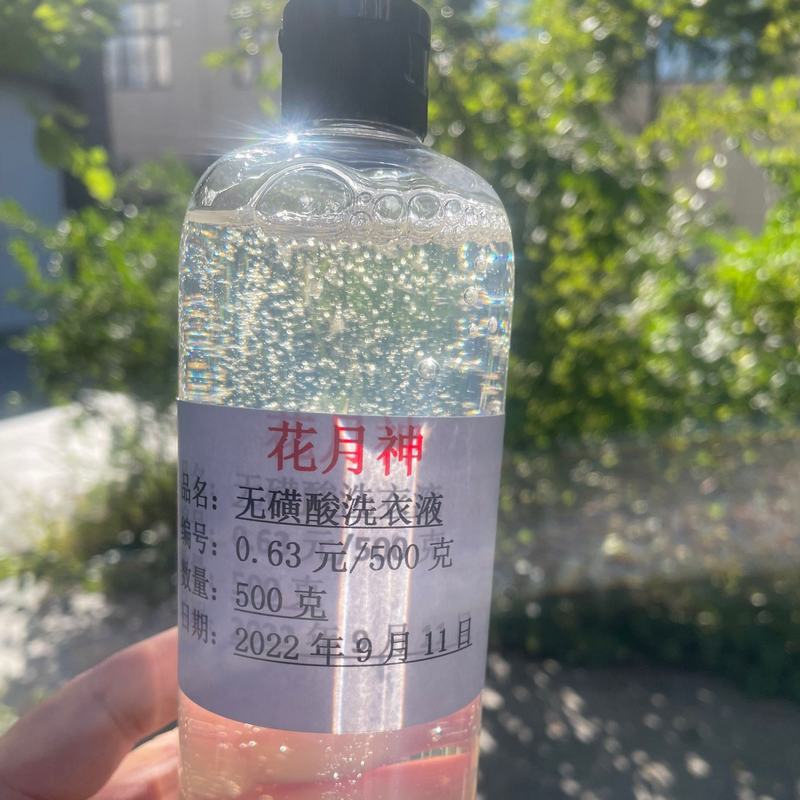 花月神
品名：无磺酸洗衣液
编号：0.63 元/500 克
数量：500 克
日期：2022 年 9 月 11 日